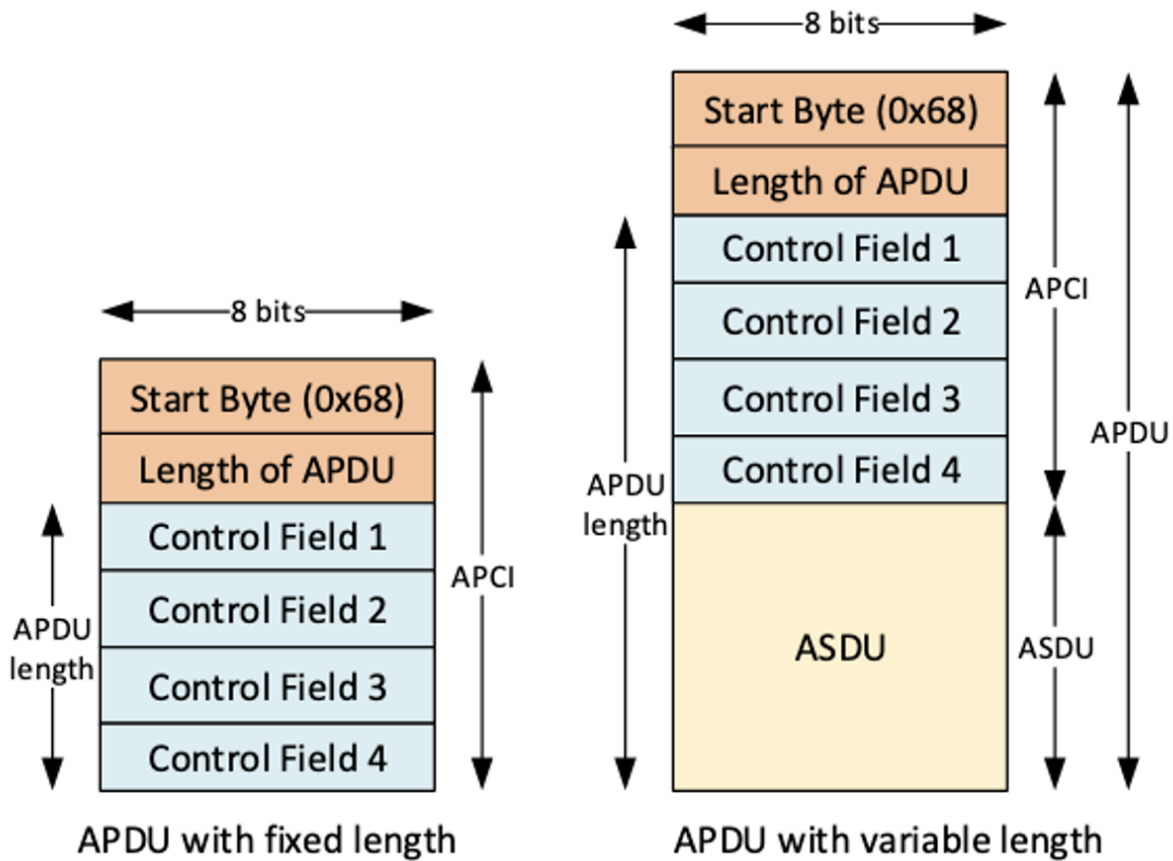 8 bits
Start Byte (0x68)
Length of APDU
Control Field 1
Control Field 2
Control Field 3
Control Field 4
APDU
length
APCI
APDU with fixed length
8 bits
Start Byte (0x68)
Length of APDU
Control Field 1
Control Field 2
Control Field 3
Control Field 4
ASDU
APDU
length
APCI
ASDU
APDU
APDU with variable length